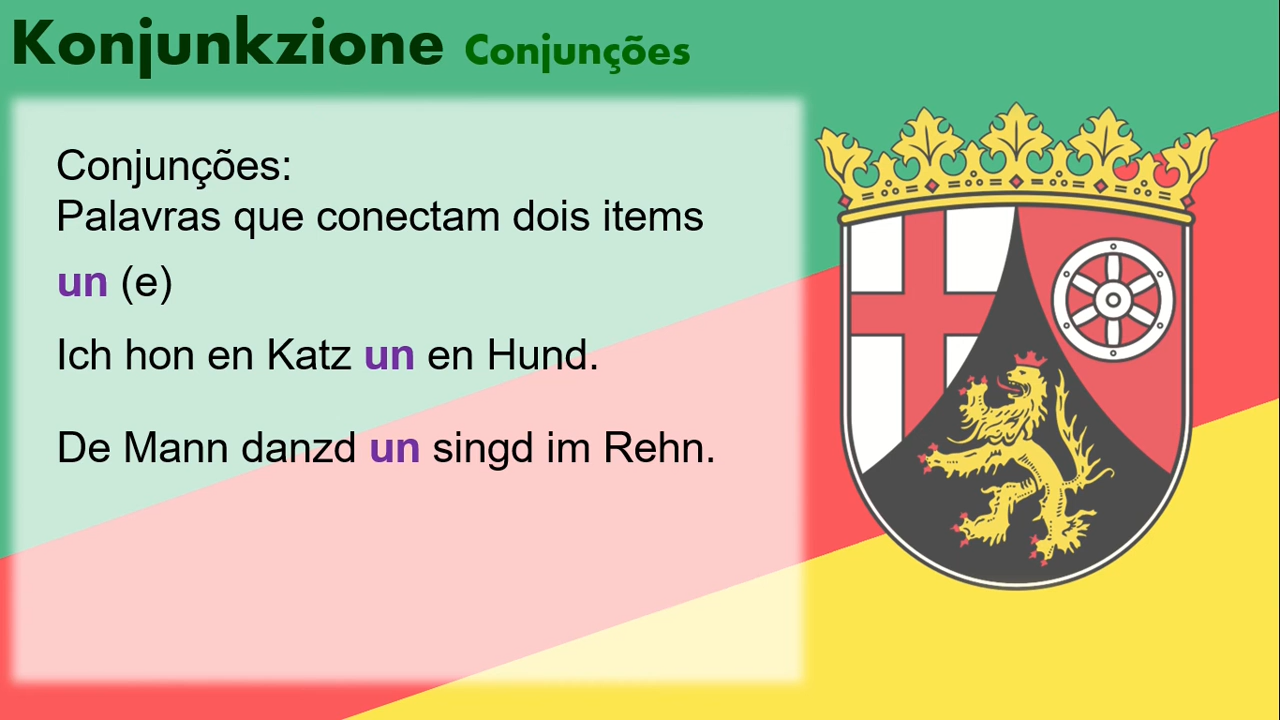 Konjunkzione Conjunções
Conjunções:
Palavras que conectam dois items
un (e)
Ich hon en Katz un en Hund.
De Mann danzd un singd im Rehn.